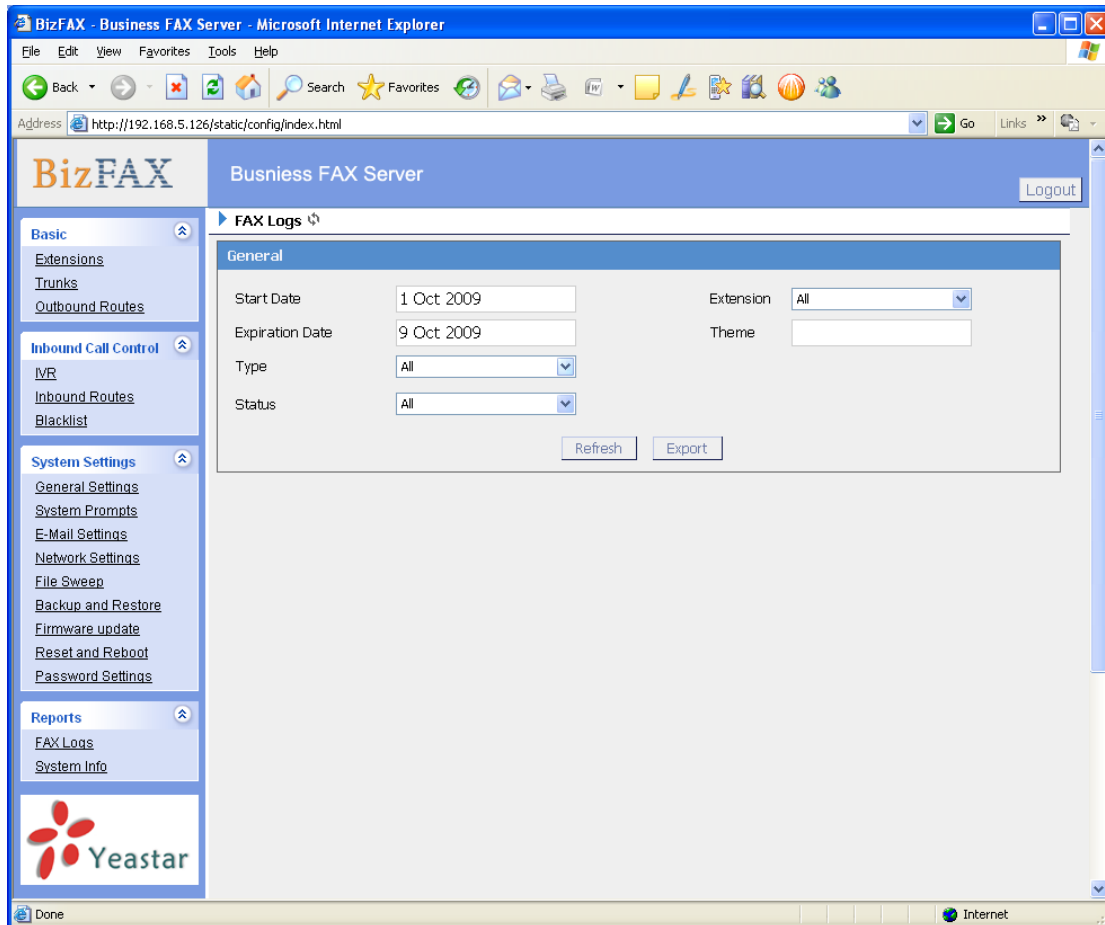 BizFAX - Business FAX Server - Microsoft Internet Explorer
File Edit View Favorites Tools Help
Back Search Favorites
Address http://192.168.5.126/static/config/index.html Go Links »
BizFAX
Busniess FAX Server
Logout
FAX Logs
Basic
Extensions
Trunks
Outbound Routes
Inbound Call Control
IVR
Inbound Routes
Blacklist
System Settings
General Settings
System Prompts
E-Mail Settings
Network Settings
File Sweep
Backup and Restore
Firmware update
Reset and Reboot
Password Settings
Reports
FAX Logs
System Info
Yeastar
General
Start Date 1 Oct 2009 Extension All
Expiration Date 9 Oct 2009 Theme
Type All
Status All
Refresh Export
Done Internet